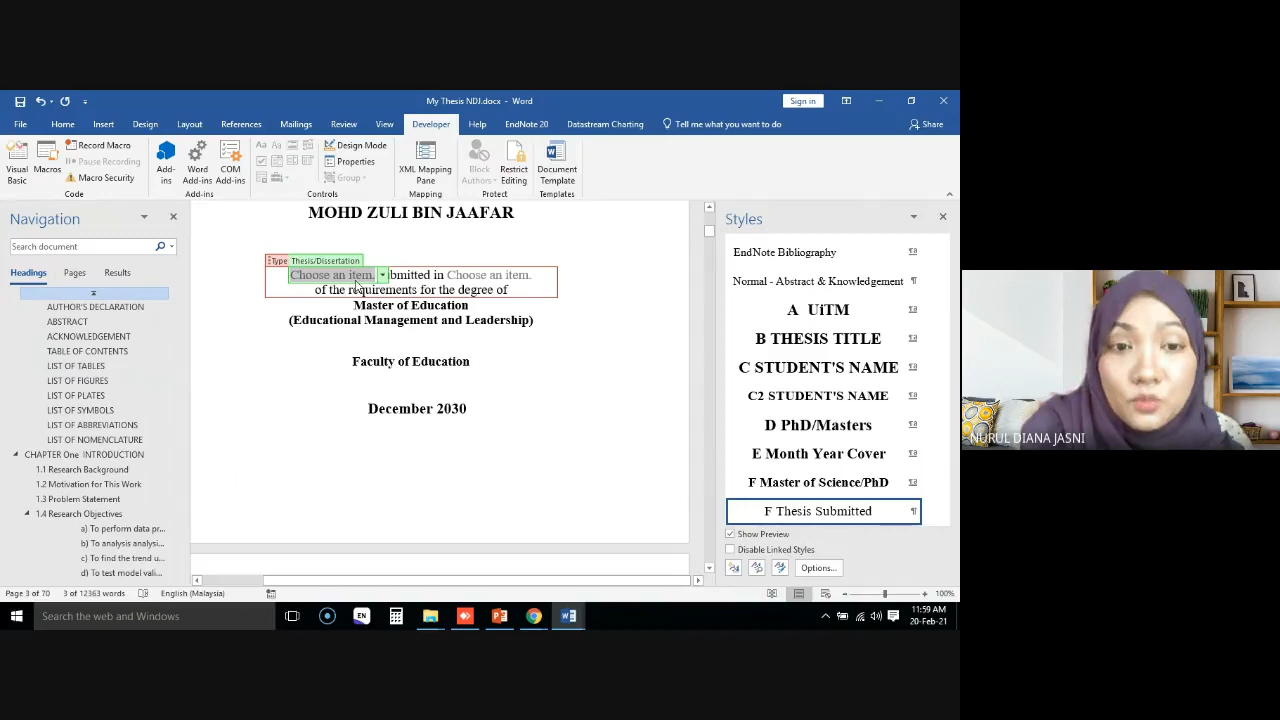 My Thesis NDJ.docx - Word
Sign in
File Home Insert Design Layout References Mailings Review View Developer Help EndNote 20 Datastream Charting Tell me what you want to do Share
Visual Basic
Macros
Record Macro
Pause Recording
Macro Security
Code
Add-ins
Word Add-ins
COM Add-ins
Add-ins
Aa Aa
Design Mode
Properties
Group
Controls
XML Mapping Pane
Mapping
Block Authors
Restrict Editing
Protect
Document Template
Templates
Navigation
Search document
Headings Pages Results
AUTHOR'S DECLARATION
ABSTRACT
ACKNOWLEDGEMENT
TABLE OF CONTENTS
LIST OF TABLES
LIST OF FIGURES
LIST OF PLATES
LIST OF SYMBOLS
LIST OF ABBREVIATIONS
LIST OF NOMENCLATURE
CHAPTER One INTRODUCTION
1.1 Research Background
1.2 Motivation for This Work
1.3 Problem Statement
1.4 Research Objectives
a) To perform data pr...
b) To analysis analysi...
c) To find the trend u...
d) To test model vali...
MOHD ZULI BIN JAAFAR
Type Thesis/Dissertation
Choose an item. bmitted in Choose an item.
of the requirements for the degree of
Master of Education
(Educational Management and Leadership)
Faculty of Education
December 2030
Styles
EndNote Bibliography
Normal - Abstract & Knowledgement
A UiTM
B THESIS TITLE
C STUDENT'S NAME
C2 STUDENT'S NAME
D PhD/Masters
E Month Year Cover
F Master of Science/PhD
F Thesis Submitted
Show Preview
Disable Linked Styles
Options...
NURUL DIANA JASNI
Page 3 of 70 3 of 12363 words English (Malaysia)
100%
Search the web and Windows
EN
11:59 AM
20-Feb-21